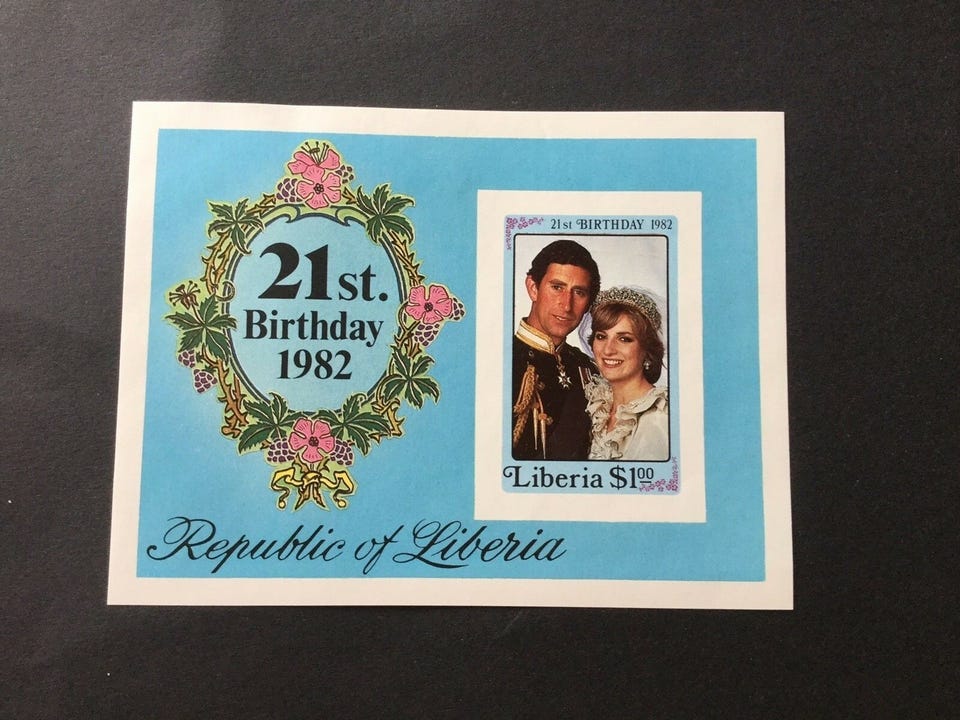 21st.
Birthday
1982
21st BIRTHDAY 1982
Liberia $1.00
Republic of Liberia